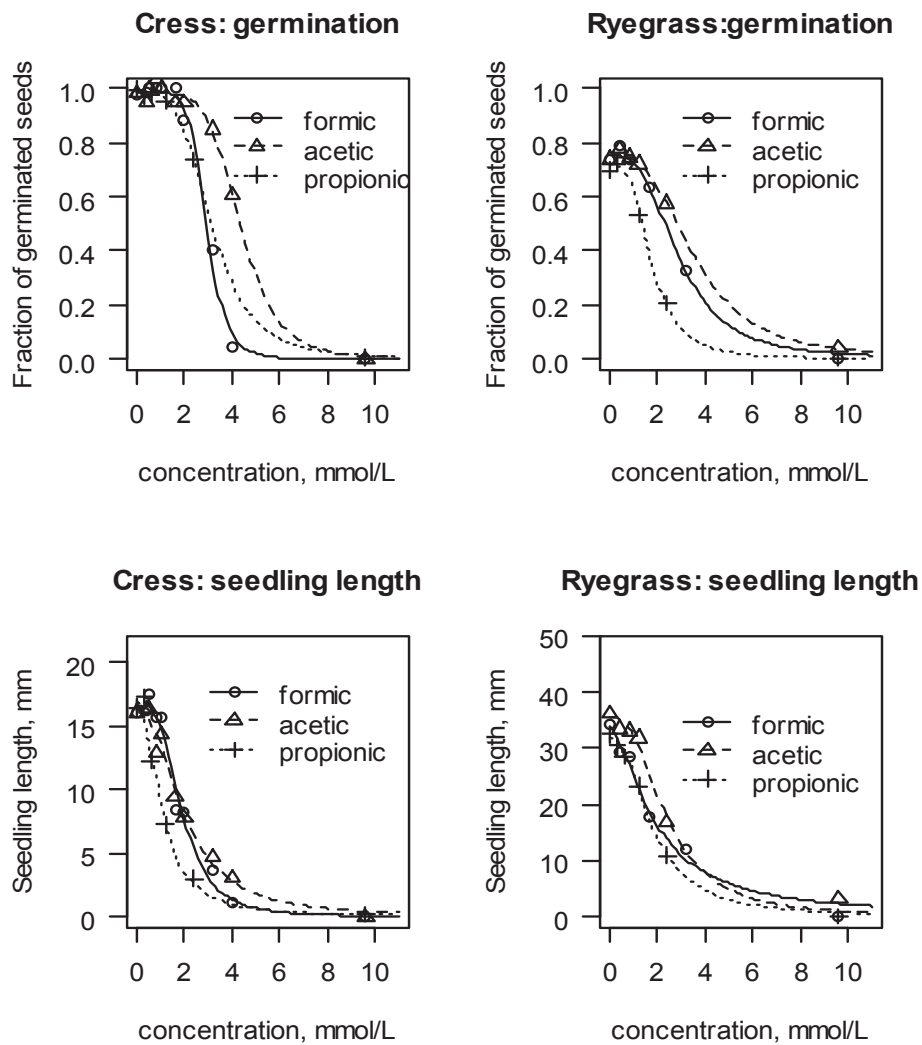 Cress: germination
Fraction of germinated seeds
1.0
0.8
0.6
0.4
0.2
0.0
formic
acetic
propionic
0 2 4 6 8 10
concentration, mmol/L
Ryegrass:germination
Fraction of germinated seeds
1.0
0.8
0.6
0.4
0.2
0.0
formic
acetic
propionic
0 2 4 6 8 10
concentration, mmol/L
Cress: seedling length
Seedling length, mm
20
15
10
5
0
formic
acetic
propionic
0 2 4 6 8 10
concentration, mmol/L
Ryegrass: seedling length
Seedling length, mm
50
40
30
20
10
0
formic
acetic
propionic
0 2 4 6 8 10
concentration, mmol/L